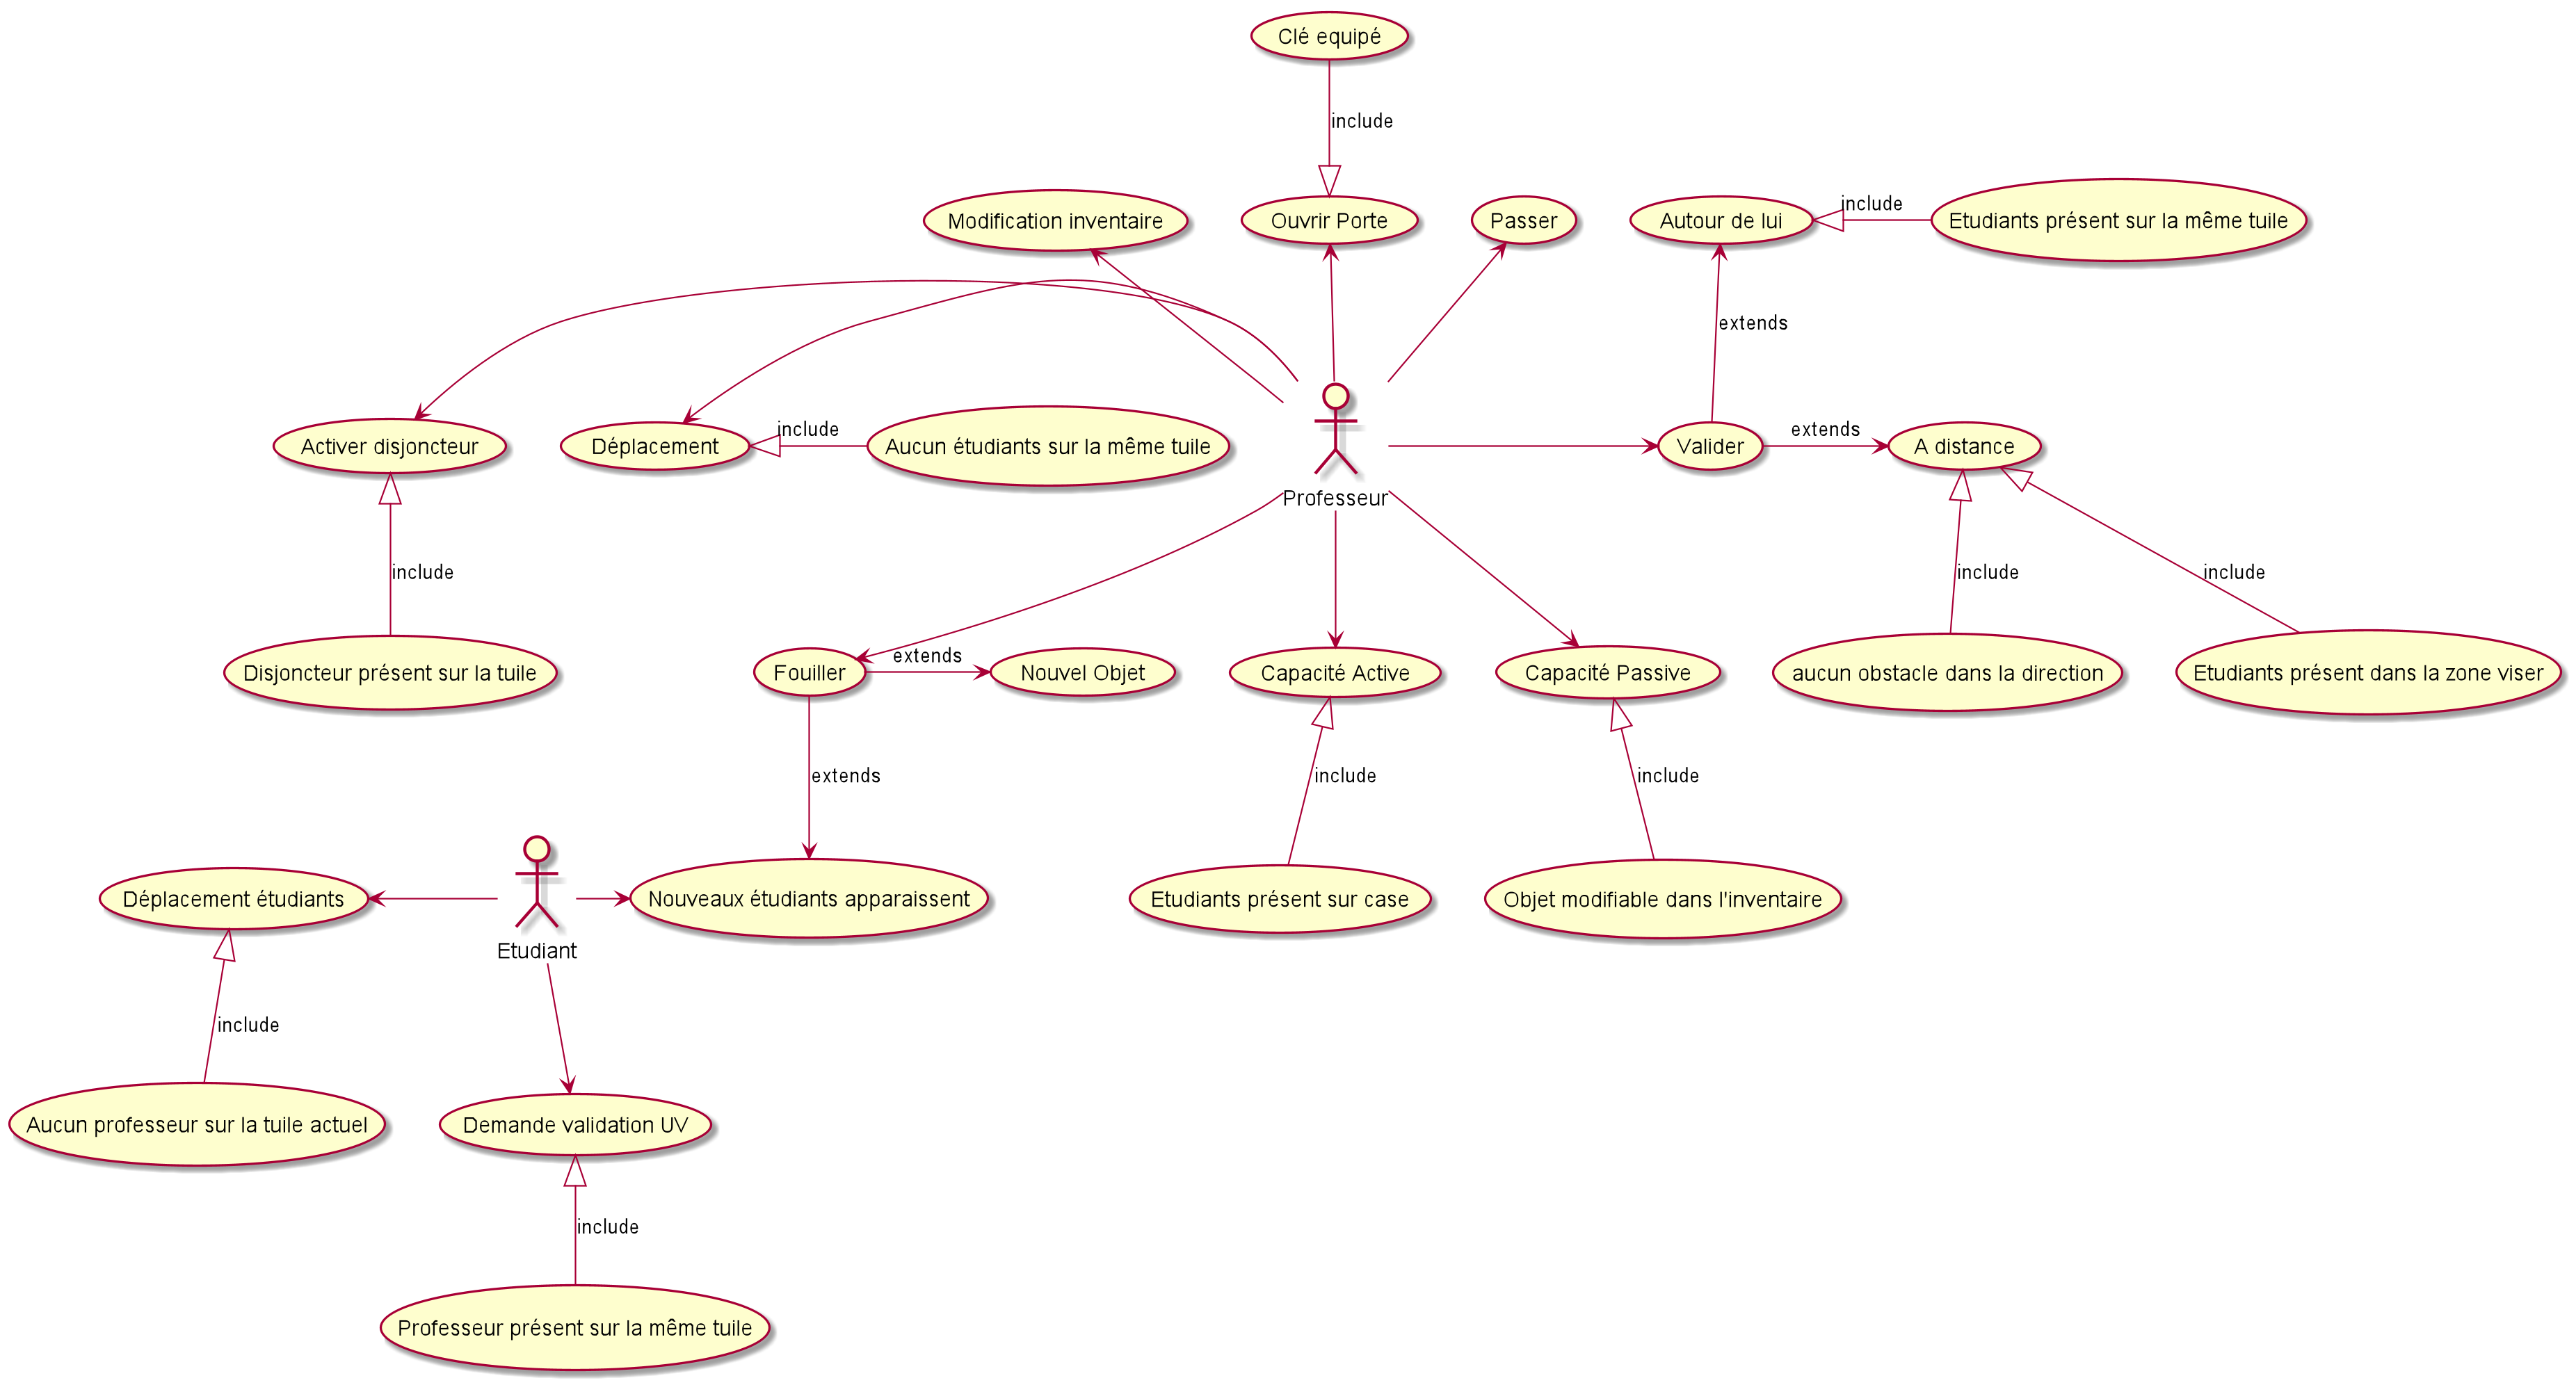 Clé equipé
include
Modification inventaire
Ouvrir Porte
Passer
Autour de lui
include
Etudiants présent sur la même tuile
extends
Activer disjoncteur
Déplacement
include
Aucun étudiants sur la même tuile
Professeur
Valider
extends
A distance
include
include
include
Disjoncteur présent sur la tuile
Fouiller
extends
Nouvel Objet
Capacité Active
Capacité Passive
aucun obstacle dans la direction
Etudiants présent dans la zone viser
extends
include
include
Déplacement étudiants
Etudiant
Nouveaux étudiants apparaissent
Etudiants présent sur case
Objet modifiable dans l'inventaire
include
Aucun professeur sur la tuile actuel
Demande validation UV
include
Professeur présent sur la même tuile